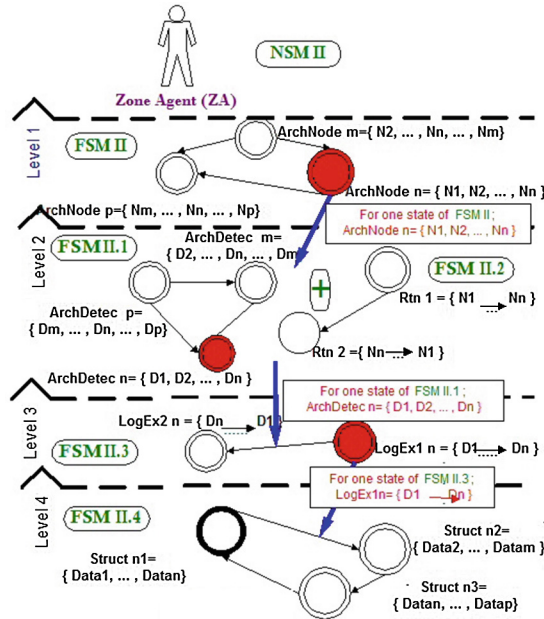 NSM II
Zone Agent (ZA)
Level 1
FSM II
ArchNode m={ N2, ... , Nn, ... , Nm}
ArchNode n= { N1, N2, ... , Nn }
ArchNode p={ Nm, ... , Nn, ... , Np}
For one state of FSM II ;
ArchNode n= { N1, N2, ... , Nn }
Level 2
FSM II.1
ArchDetec m=
{ D2, ... , Dn, ... , Dm}
FSM II.2
+
Rtn 1 = { N1 Nn }
ArchDetec p=
{ Dm, ... , Dn, ... , Dp}
Rtn 2 ={ Nn N1 }
ArchDetec n= { D1, D2, ... , Dn }
For one state of FSM II.1 ;
ArchDetec n= { D1, D2, ... , Dn }
Level 3
LogEx2 n = { Dn D1}
FSM II.3
LogEx1 n = { D1 Dn }
For one state of FSM II.3 ;
LogEx1n= { D1 Dn }
Level 4
FSM II.4
Struct n1=
{ Data1, ... , Datan}
Struct n2=
{ Data2, ... , Datam }
Struct n3=
{ Datan, ... , Datap}